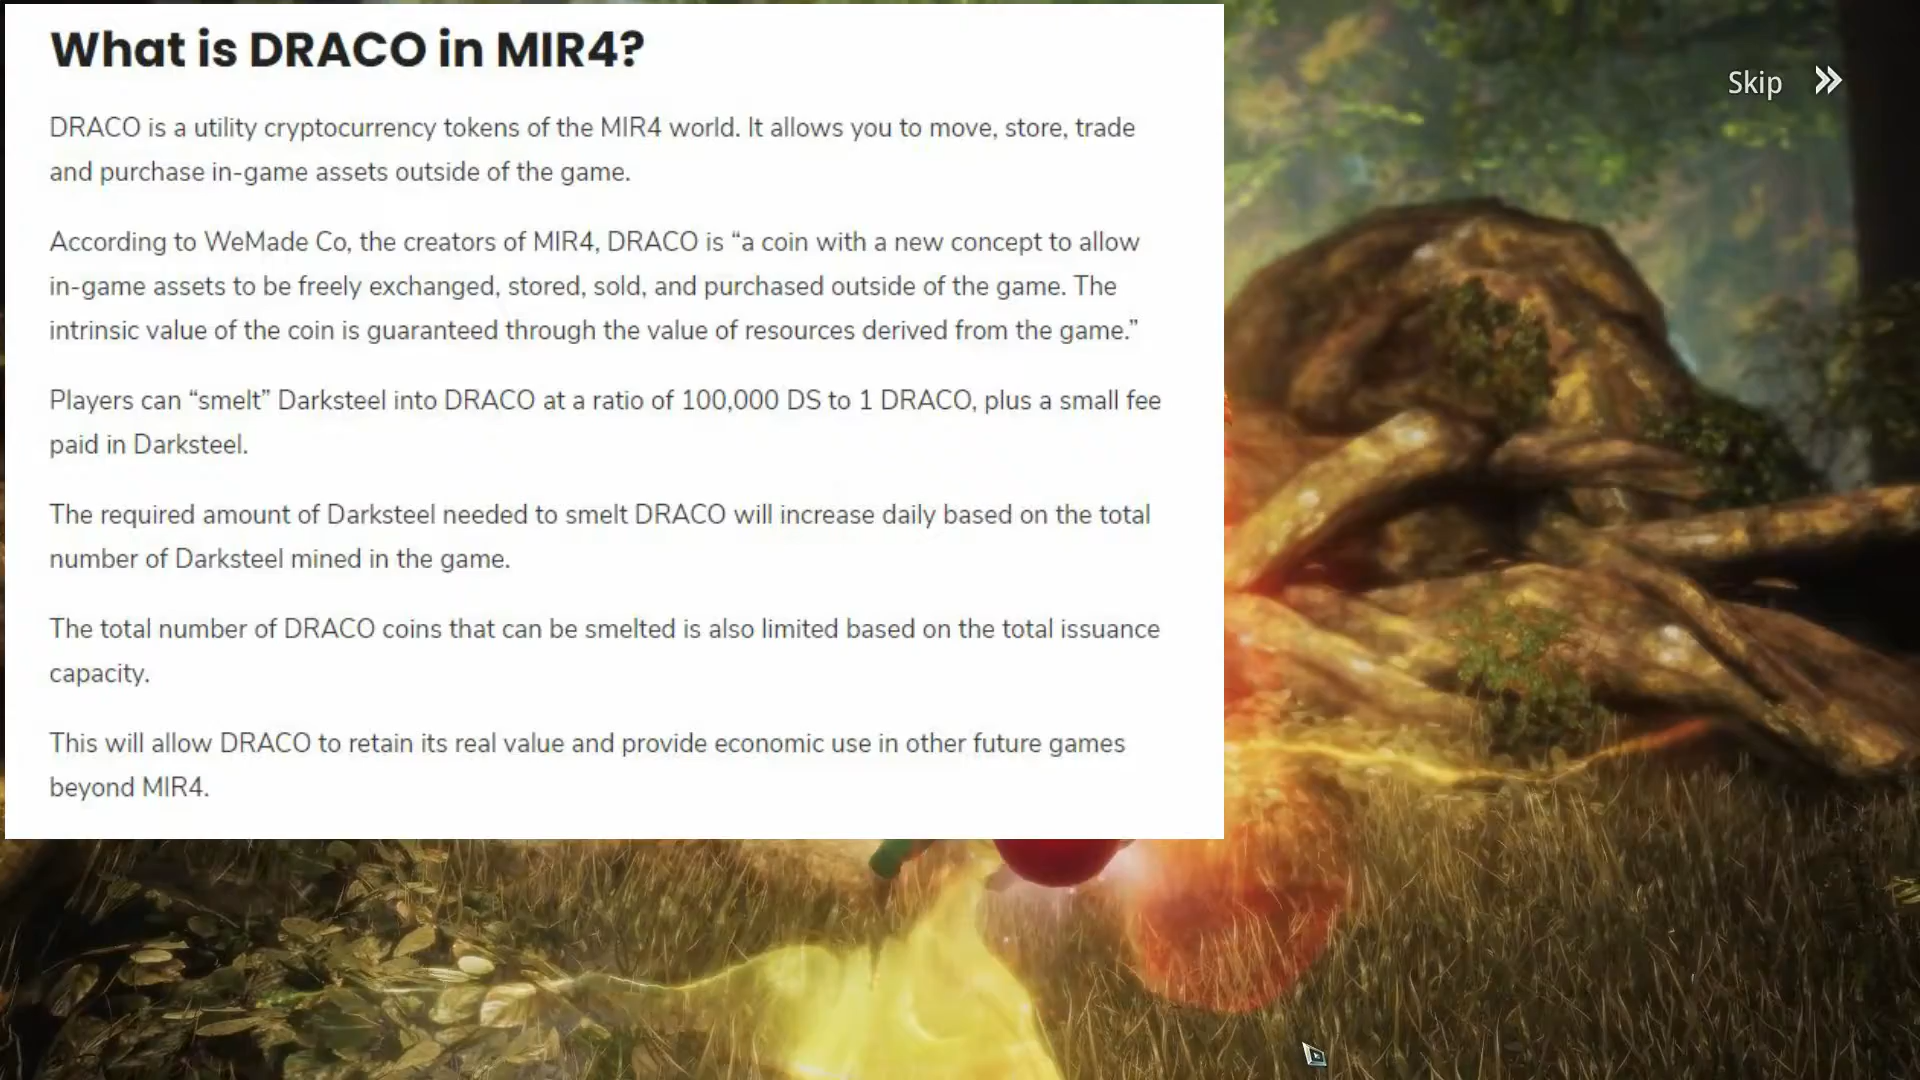 What is DRACO in MIR4?
Skip
DRACO is a utility cryptocurrency tokens of the MIR4 world. It allows you to move, store, trade
and purchase in-game assets outside of the game.
According to WeMade Co, the creators of MIR4, DRACO is “a coin with a new concept to allow
in-game assets to be freely exchanged, stored, sold, and purchased outside of the game. The
intrinsic value of the coin is guaranteed through the value of resources derived from the game.”
Players can “smelt” Darksteel into DRACO at a ratio of 100,000 DS to 1 DRACO, plus a small fee
paid in Darksteel.
The required amount of Darksteel needed to smelt DRACO will increase daily based on the total
number of Darksteel mined in the game.
The total number of DRACO coins that can be smelted is also limited based on the total issuance
capacity.
This will allow DRACO to retain its real value and provide economic use in other future games
beyond MIR4.